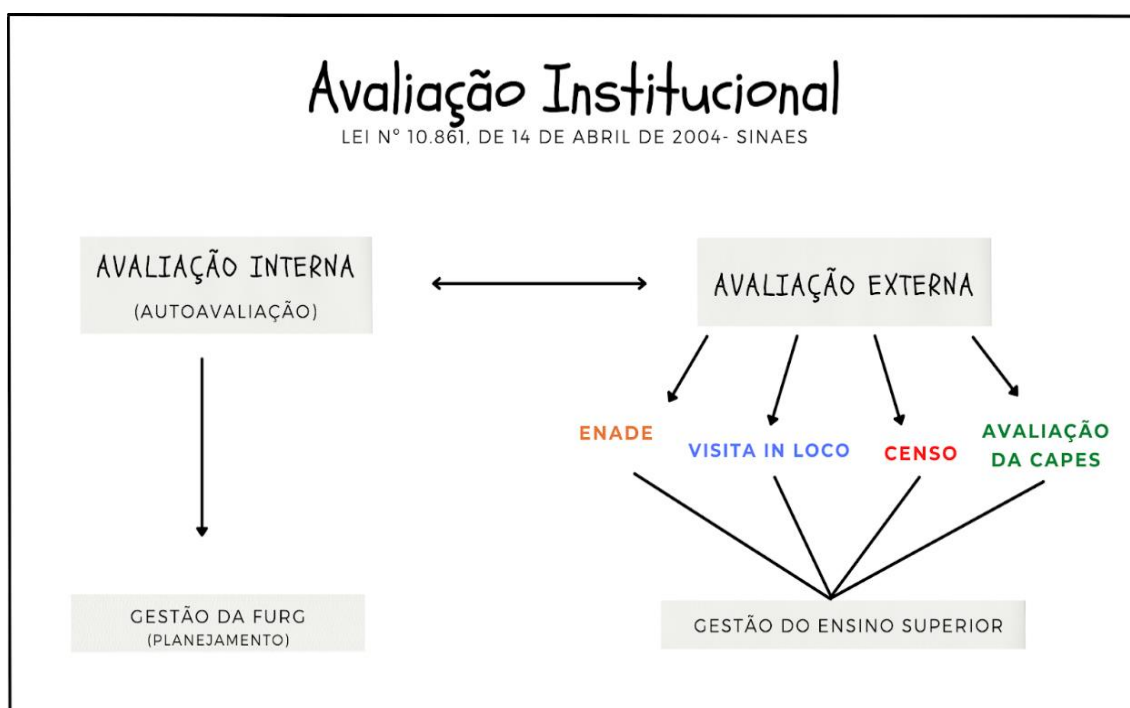 Avaliação Institucional
LEI Nº 10.861, DE 14 DE ABRIL DE 2004- SINAES
AVALIAÇÃO INTERNA
(AUTOAVALIAÇÃO)
AVALIAÇÃO EXTERNA
ENADE
VISITA IN LOCO
CENSO
AVALIAÇÃO
DA CAPES
GESTÃO DA FURG
(PLANEJAMENTO)
GESTÃO DO ENSINO SUPERIOR